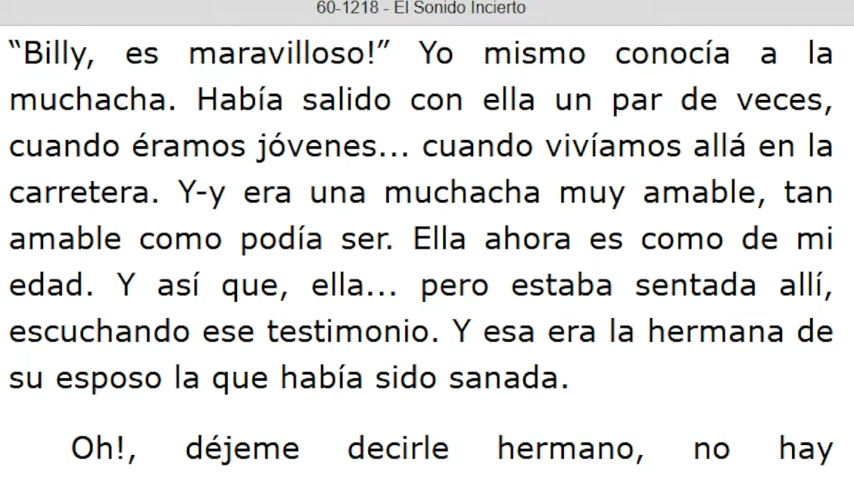 60-1218 - El Sonido Incierto
“Billy, es maravilloso!” Yo mismo conocía a la
muchacha. Había salido con ella un par de veces,
cuando éramos jóvenes... cuando vivíamos allá en la
carretera. Y-y era una muchacha muy amable, tan
amable como podía ser. Ella ahora es como de mi
edad. Y así que, ella... pero estaba sentada allí,
escuchando ese testimonio. Y esa era la hermana de
su esposo la que había sido sanada.
Oh!, déjeme decirle hermano, no hay